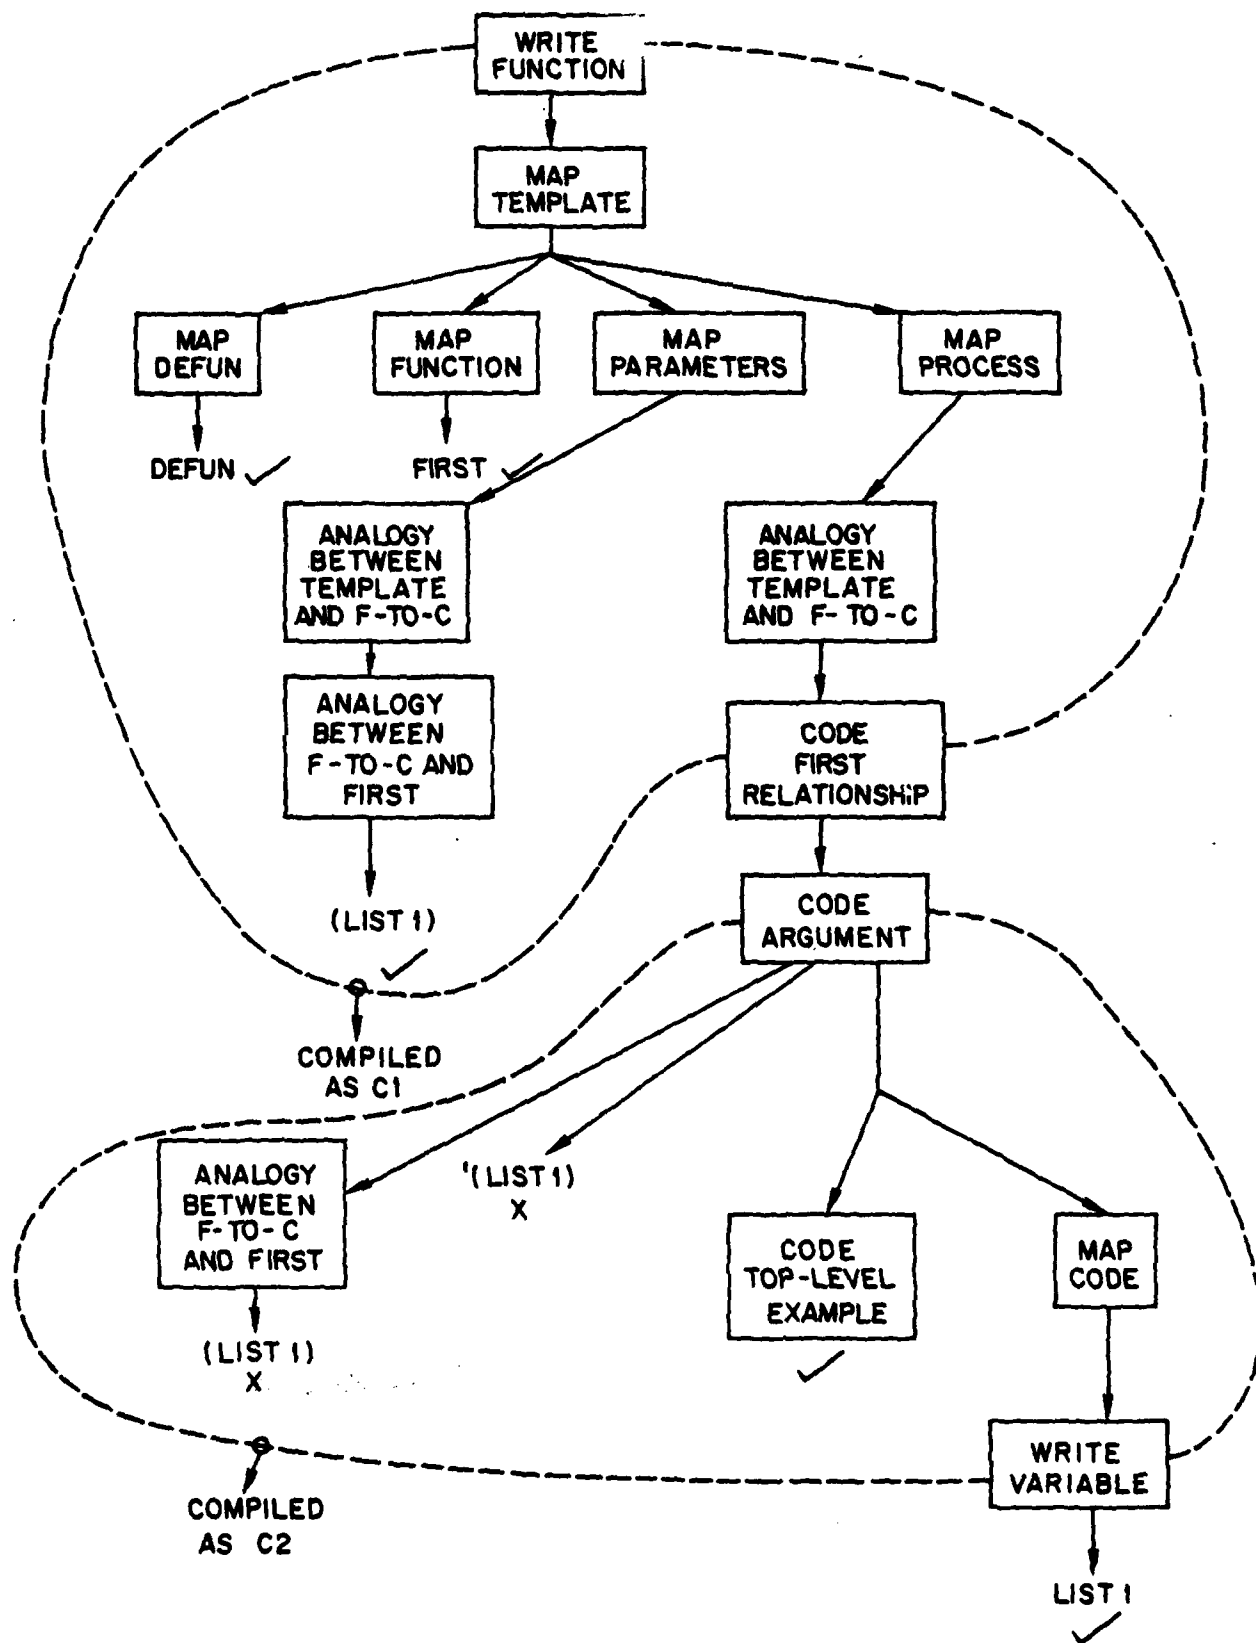 WRITE
FUNCTION
MAP
TEMPLATE
MAP
DEFUN
MAP
FUNCTION
MAP
PARAMETERS
MAP
PROCESS
DEFUN
FIRST
ANALOGY
BETWEEN
TEMPLATE
AND F-TO-C
ANALOGY
BETWEEN
TEMPLATE
AND F-TO-C
ANALOGY
BETWEEN
F-TO-C AND
FIRST
CODE
FIRST
RELATIONSHIP
(LIST 1)
CODE
ARGUMENT
COMPILED
AS C1
ANALOGY
BETWEEN
F-TO-C
AND FIRST
'(LIST 1)
X
CODE
TOP-LEVEL
EXAMPLE
MAP
CODE
(LIST 1)
X
WRITE
VARIABLE
COMPILED
AS C2
LIST 1